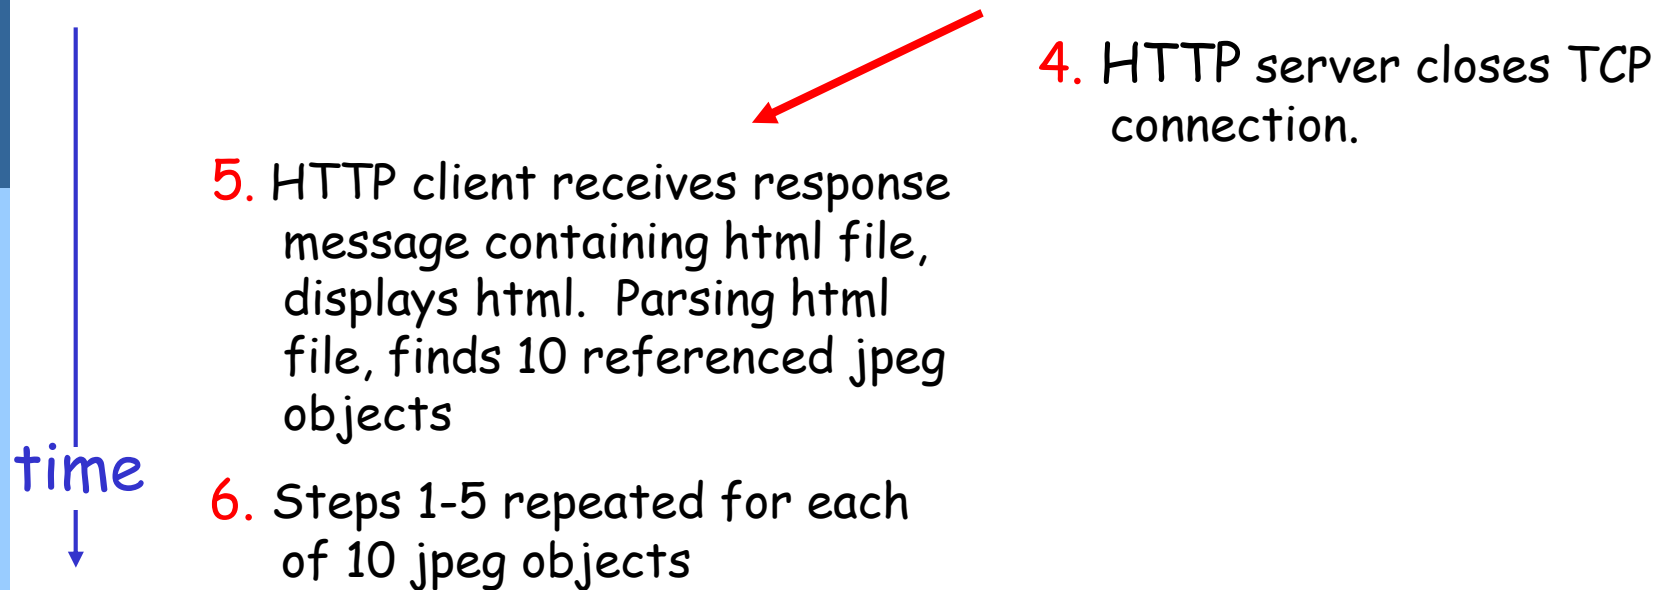 4. HTTP server closes TCP
connection.
5. HTTP client receives response
message containing html file,
displays html.  Parsing html
file, finds 10 referenced jpeg
objects
time
6. Steps 1-5 repeated for each
of 10 jpeg objects